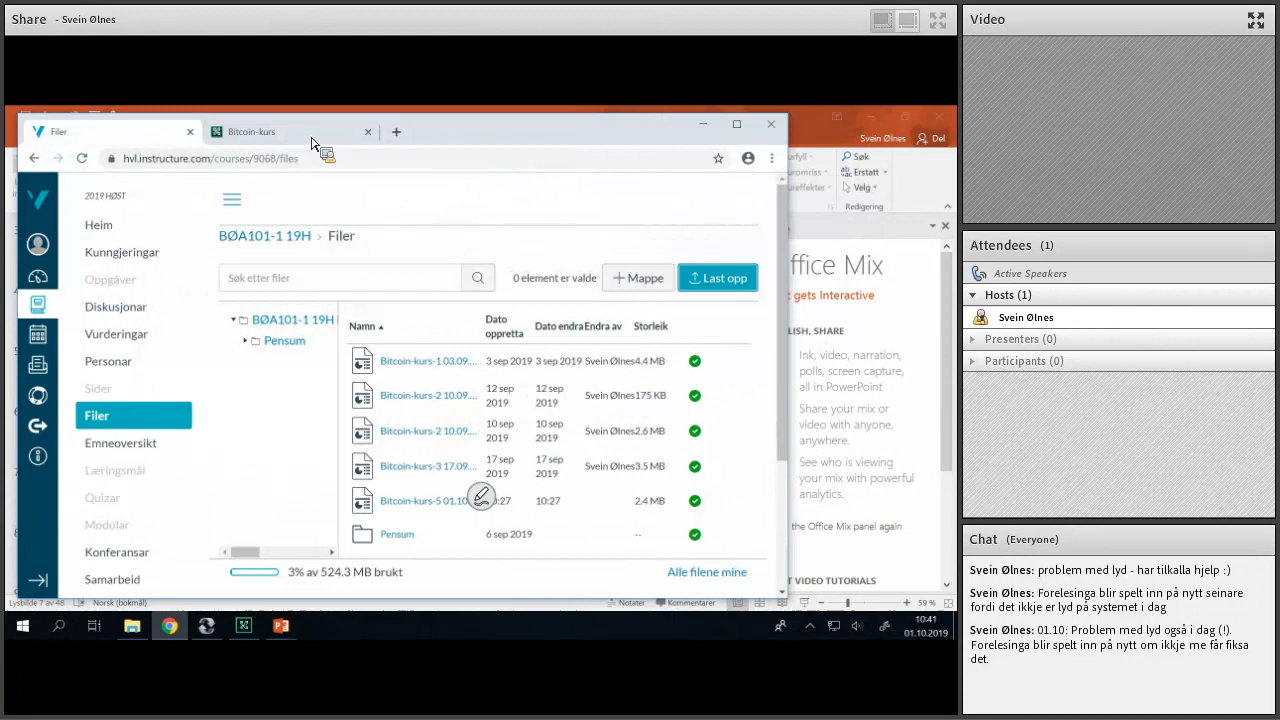 Share - Svein Ølnes
Filer
Bitcoin-kurs
hvl.instructure.com/courses/9068/files
2019 HØST
Heim
Kunngjeringar
Oppgåver
Diskusjonar
Vurderingar
Personar
Sider
Filer
Emneoversikt
Læringsmål
Quizar
Modular
Konferansar
Samarbeid
BØA101-1 19H › Filer
Søk etter filer
0 element er valde
+ Mappe
Last opp
BØA101-1 19H
Pensum
Namn
Dato oppretta
Dato endra
Endra av
Storleik
Bitcoin-kurs-1 03.09.... 3 sep 2019 3 sep 2019 Svein Ølnes 4.4 MB
Bitcoin-kurs-2 10.09.... 12 sep 2019 12 sep 2019 Svein Ølnes 175 KB
Bitcoin-kurs-2 10.09.... 10 sep 2019 10 sep 2019 Svein Ølnes 2.6 MB
Bitcoin-kurs-3 17.09.... 17 sep 2019 17 sep 2019 Svein Ølnes 3.5 MB
Bitcoin-kurs-5 01.10 10:27 2.4 MB
Pensum 6 sep 2019 --
3% av 524.3 MB brukt
Alle filene mine
Svein Ølnes
Del
Søk
Erstatt
Velg
Redigering
ffice Mix
gets Interactive
LISH, SHARE
Ink, video, narration,
polls, screen capture,
all in PowerPoint
Share your mix or
video with anyone,
anywhere.
See who is viewing
your mix with powerful
analytics.
the Office Mix panel again
T VIDEO TUTORIALS
Lysbilde 7 av 48
Norsk (bokmål)
Notater
Kommentarer
59 %
10:41
01.10.2019
Video
Attendees (1)
Active Speakers
Hosts (1)
Svein Ølnes
Presenters (0)
Participants (0)
Chat (Everyone)
Svein Ølnes: problem med lyd - har tilkalla hjelp :)
Svein Ølnes: Forelesinga blir spelt inn på nytt seinare
fordi det ikkje er lyd på systemet i dag
Svein Ølnes: 01.10: Problem med lyd også i dag (!).
Forelesinga blir spelt inn på nytt om ikkje me får fiksa
det.